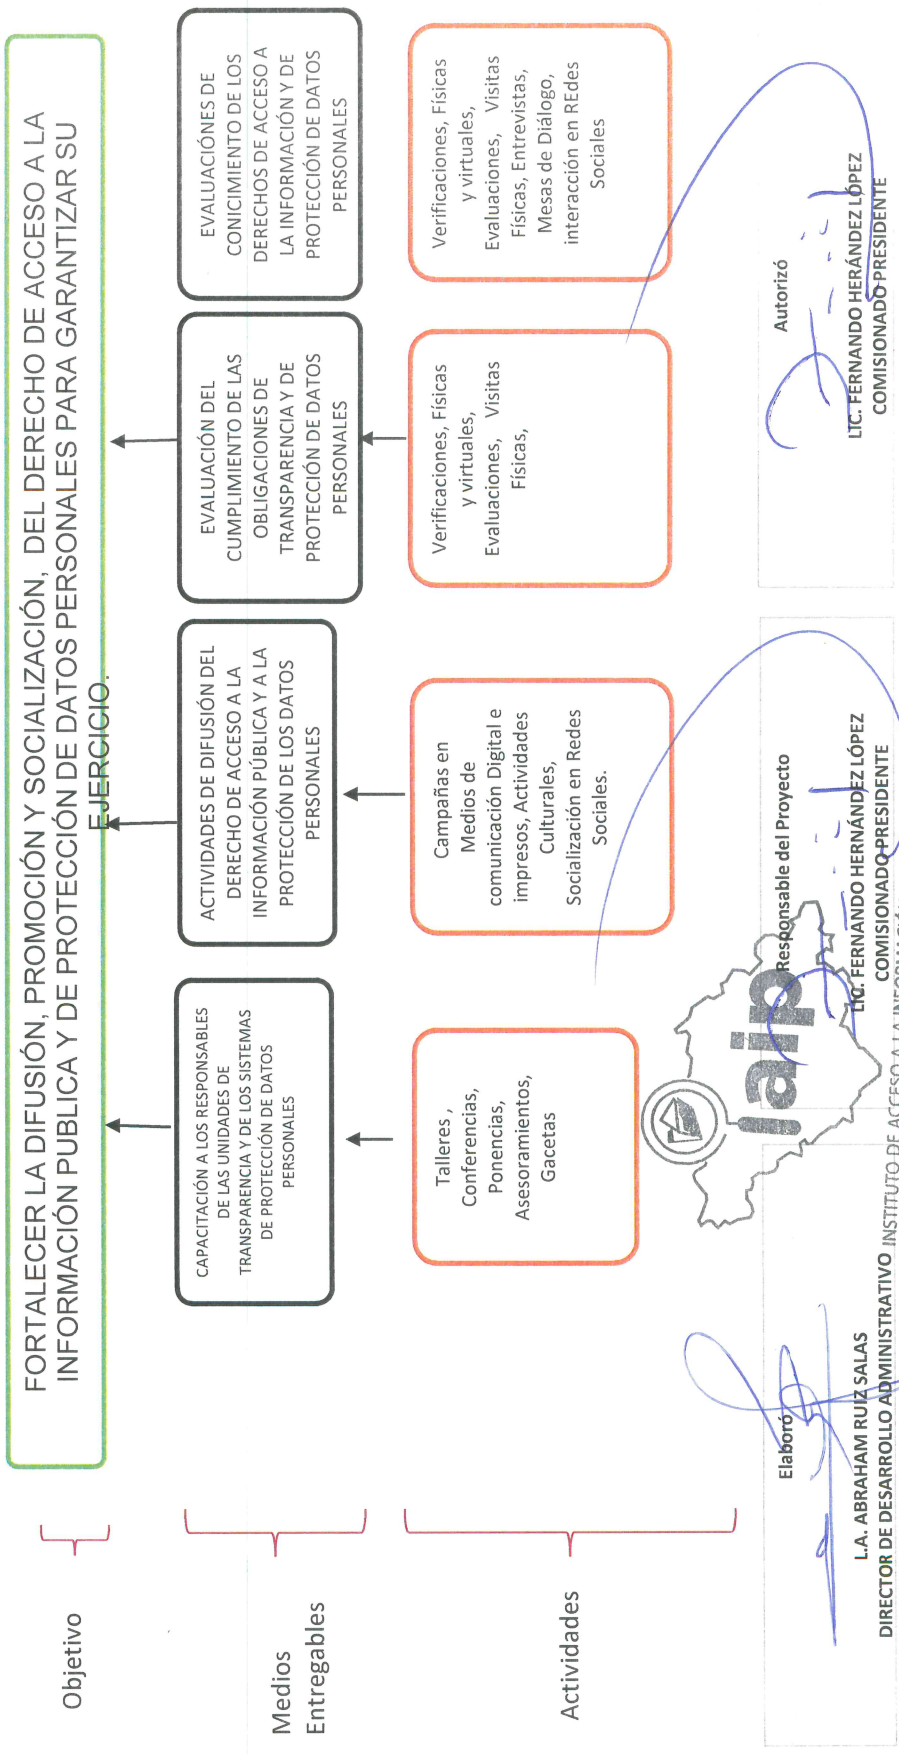 Objetivo
FORTALECER LA DIFUSIÓN, PROMOCIÓN Y SOCIALIZACIÓN, DEL DERECHO DE ACCESO A LA
INFORMACIÓN PÚBLICA Y DE PROTECCIÓN DE DATOS PERSONALES PARA GARANTIZAR SU
EJERCICIO.
Medios
Entregables
CAPACITACIÓN A LOS RESPONSABLES
DE LAS UNIDADES DE
TRANSPARENCIA Y DE LOS SISTEMAS
DE PROTECCIÓN DE DATOS
PERSONALES
ACTIVIDADES DE DIFUSIÓN DEL
DERECHO DE ACCESO A LA
INFORMACIÓN PÚBLICA Y A LA
PROTECCIÓN DE LOS DATOS
PERSONALES
EVALUACIÓN DEL
CUMPLIMIENTO DE LAS
OBLIGACIONES DE
TRANSPARENCIA Y DE
PROTECCIÓN DE DATOS
PERSONALES
EVALUACIÓNES DE
CONICIMIENTO DE LOS
DERECHOS DE ACCESO A
LA INFORMACIÓN Y DE
PROTECCIÓN DE DATOS
PERSONALES
Actividades
Talleres ,
Conferencias,
Ponencias,
Asesoramientos,
Gacetas
Campañas en
Medios de
comunicación Digital e
impresos, Actividades
Culturales,
Socialización en Redes
Sociales.
Verificaciones, Físicas
y virtuales,
Evaluaciones, Visitas
Físicas,
Verificaciones, Físicas
y virtuales,
Evaluaciones, Visitas
Físicas, Entrevistas,
Mesas de Diálogo,
interacción en REdes
Sociales
Elaboró
L.A. ABRAHAM RUIZ SALAS
DIRECTOR DE DESARROLLO ADMINISTRATIVO
iaip
INSTITUTO DE ACCESO A LA INFORMACIÓN
Responsable del Proyecto
LIC. FERNANDO HERNÁNDEZ LÓPEZ
COMISIONADO PRESIDENTE
Autorizó
LIC. FERNANDO HERÁNDEZ LÓPEZ
COMISIONADO PRESIDENTE